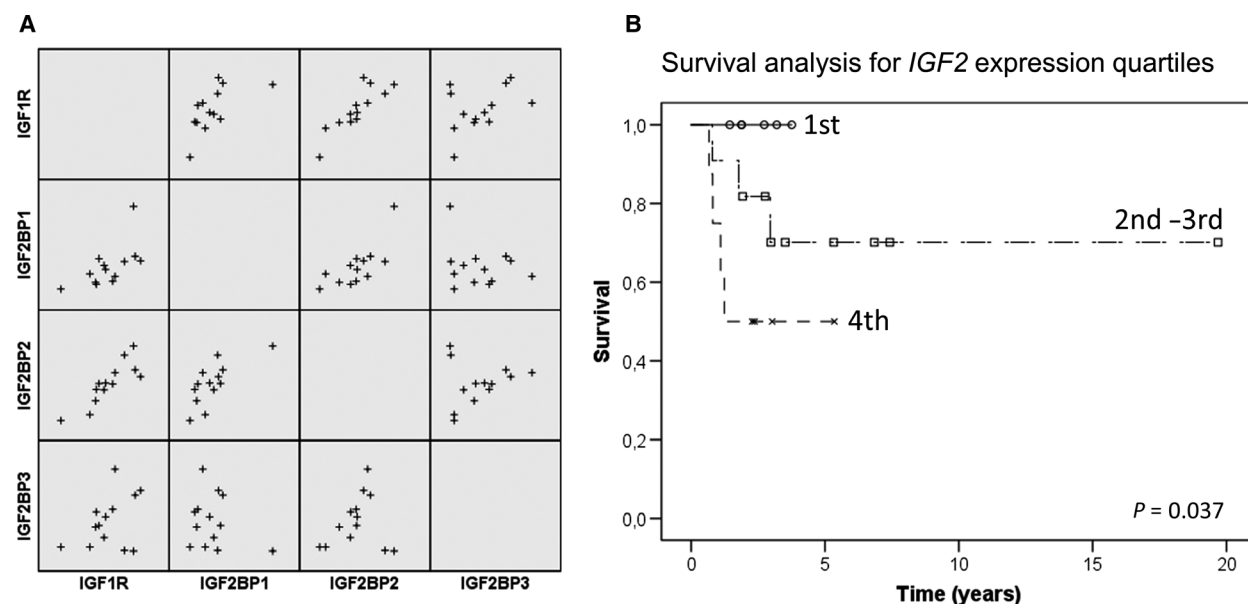 A
IGF1R
IGF2BP1
IGF2BP2
IGF2BP3
IGF1R IGF2BP1 IGF2BP2 IGF2BP3
B
Survival analysis for IGF2 expression quartiles
Survival
1,0
0,8
0,6
0,4
0,2
0,0
1st
2nd –3rd
4th
P = 0.037
0 5 10 15 20
Time (years)